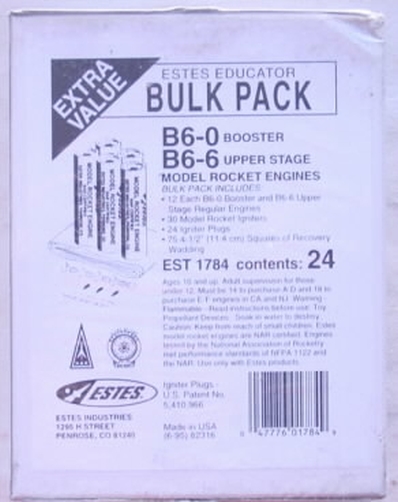 EXTRA
VALUE
ESTES EDUCATOR
BULK PACK
B6-0 BOOSTER
B6-6 UPPER STAGE
MODEL ROCKET ENGINES
BULK PACK INCLUDES:
• 12 Each B6-0 Booster and B6-6 Upper
Stage Regular Engines
• 30 Model Rocket Igniters
• 24 Igniter Plugs
• 75 4-1/2" (11.4 cm) Squares of Recovery
Wadding
EST 1784 contents: 24
Ages 10 and up. Adult supervision for those
under 12. Must be 14 to purchase A-D and 18 to
purchase E-F engines in CA and NJ. Warning -
Flammable - Read instructions before use. Toy
Propellant Devices. Soak in water to destroy.
Caution: Keep from reach of small children. Estes
model rocket engines are NAR certified. Engines
tested by the National Association of Rocketry
met performance standards of NFPA 1122 and
the NAR. Use only with Estes products.
ESTES
Igniter Plugs -
U.S. Patent No.
5,410,966
ESTES INDUSTRIES
1295 H STREET
PENROSE, CO 81240
Made in USA
(6-95) 82316
0 47776 01784 9